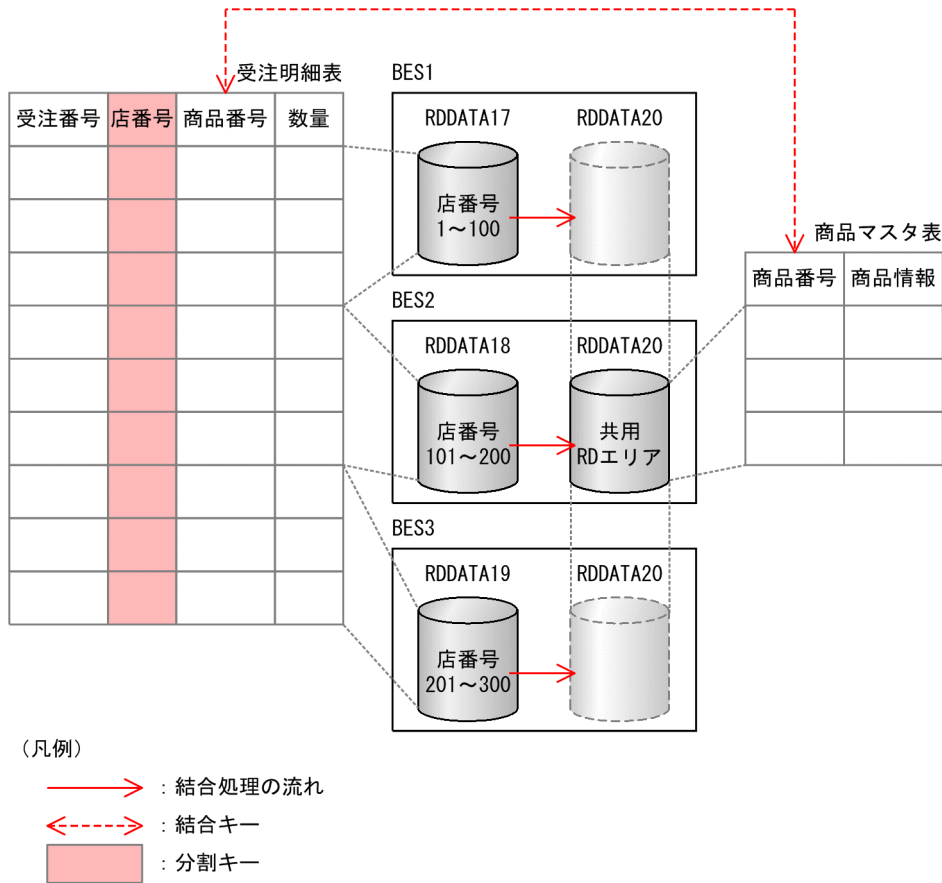 受注明細表
受注番号 店番号 商品番号 数量
BES1
RDDATA17 RDDATA20
店番号
1～100
BES2
RDDATA18 RDDATA20
店番号
101～200
共用
RDエリア
BES3
RDDATA19 RDDATA20
店番号
201～300
商品マスタ表
商品番号 商品情報
（凡例）
：結合処理の流れ
：結合キー
：分割キー